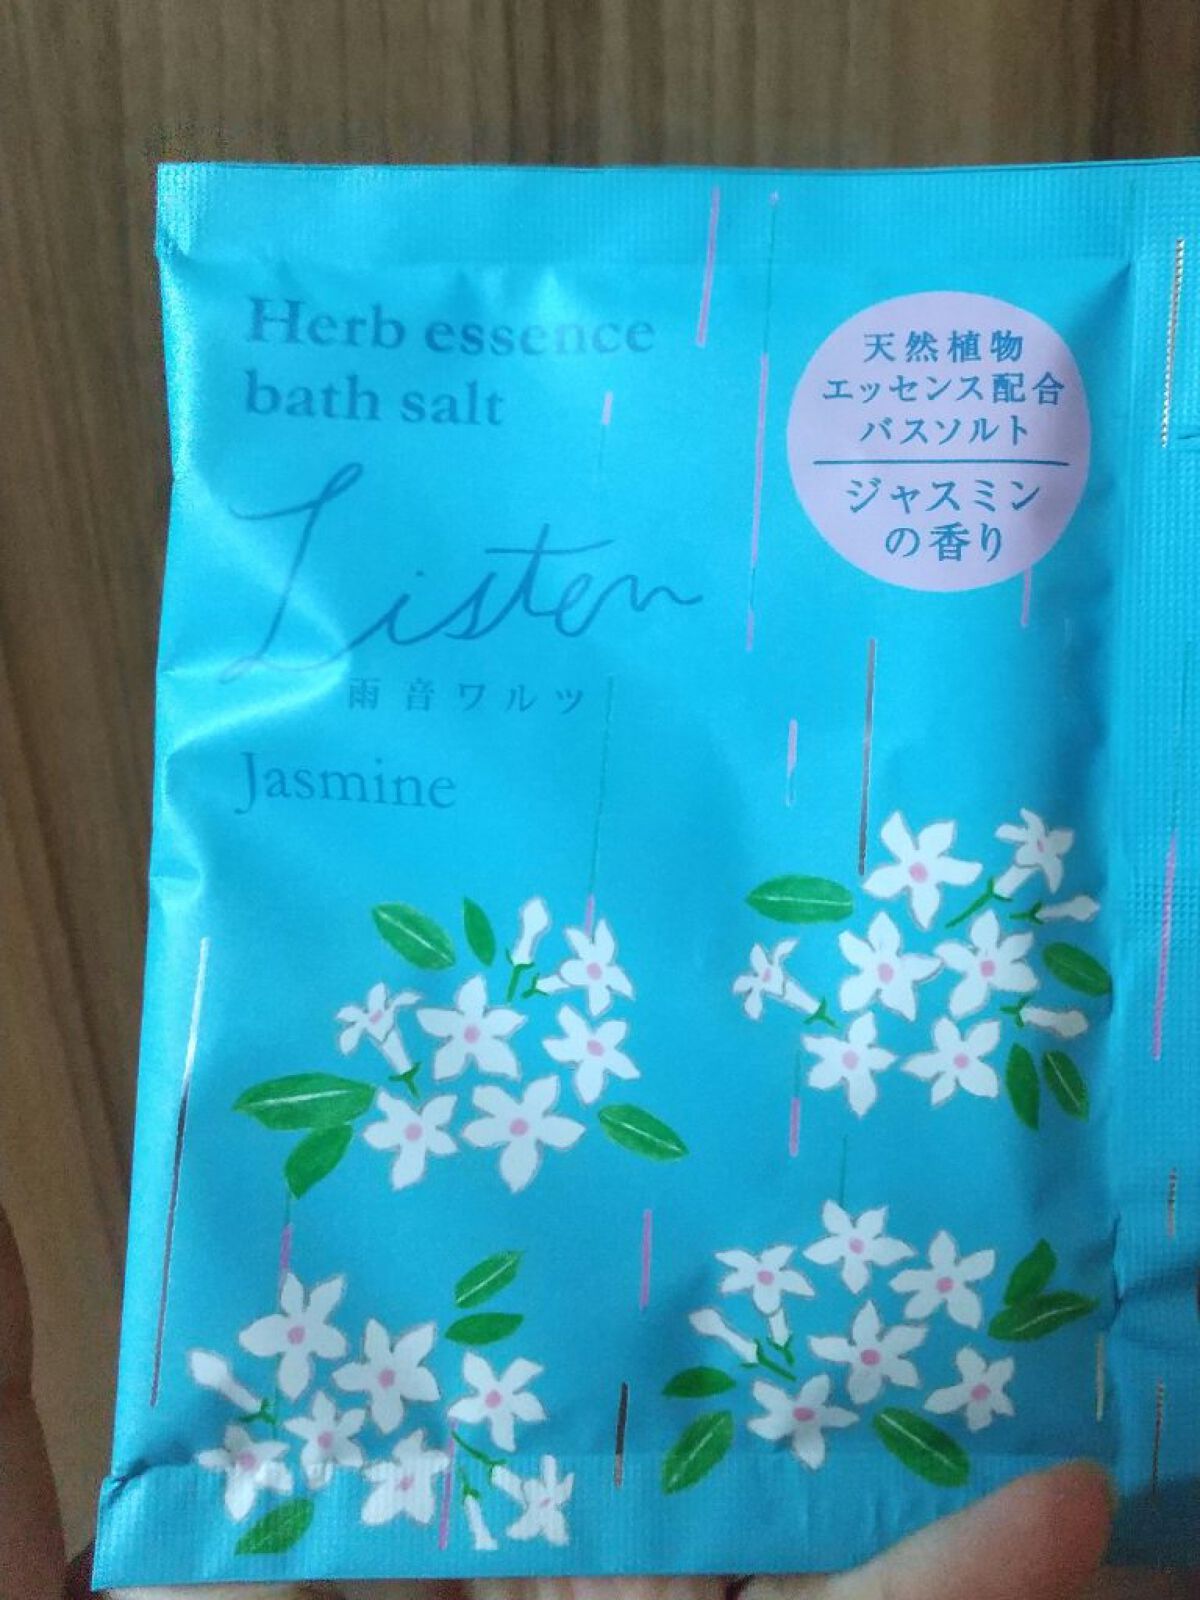 Herb essence
bath salt
Listen
雨音ワルツ
Jasmine
天然植物
エッセンス配合
バスソルト
ジャスミン
の香り